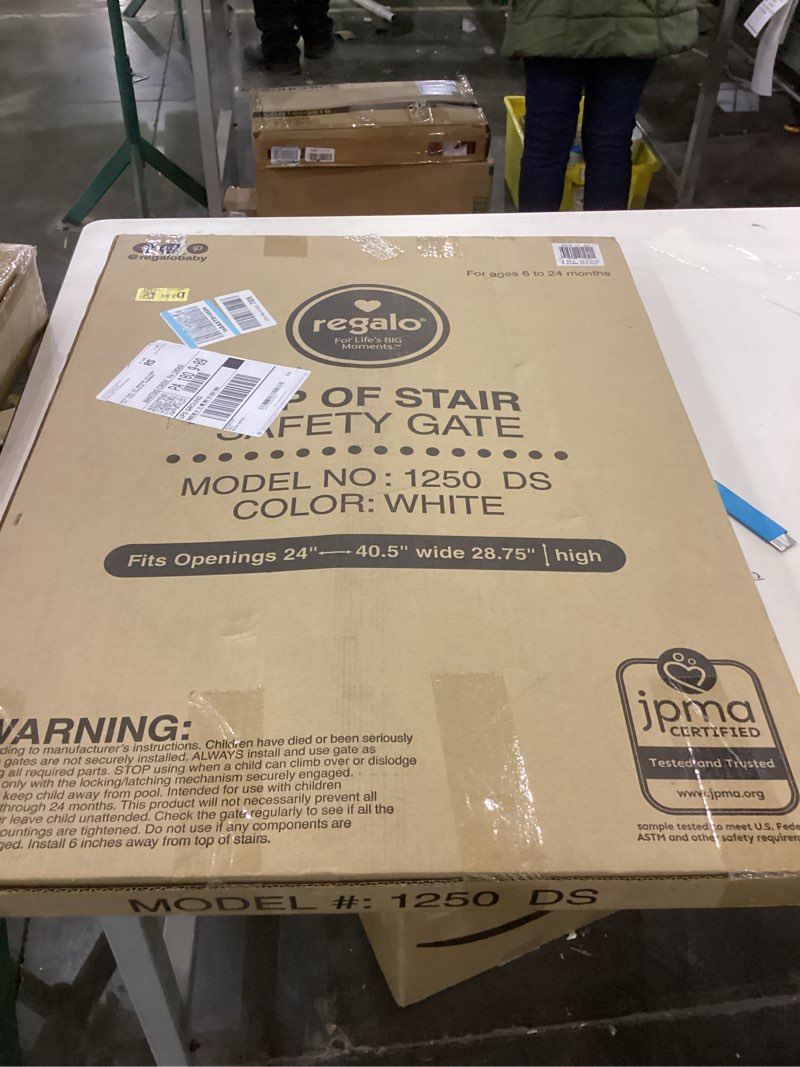 @regalobaby
For ages 6 to 24 months
regalo®
For Life's BIG
Moments.™
PA 180 9-09
OF STAIR
SAFETY GATE
MODEL NO: 1250 DS
COLOR: WHITE
Fits Openings 24" 40.5" wide 28.75" high
WARNING:
to manufacturer's instructions. Children have died or been seriously
gates are not securely installed. ALWAYS install and use gate as
all required parts. STOP using when a child can climb over or dislodge
only with the locking/latching mechanism securely engaged.
keep child away from pool. Intended for use with children
through 24 months. This product will not necessarily prevent all
leave child unattended. Check the gate regularly to see if all the
are tightened. Do not use if any components are
Install 6 inches away from top of stairs.
jpma
CERTIFIED
Tested and Trusted
www.jpma.org
sample tested to meet U.S.
ASTM and other safety
MODEL #: 1250 DS